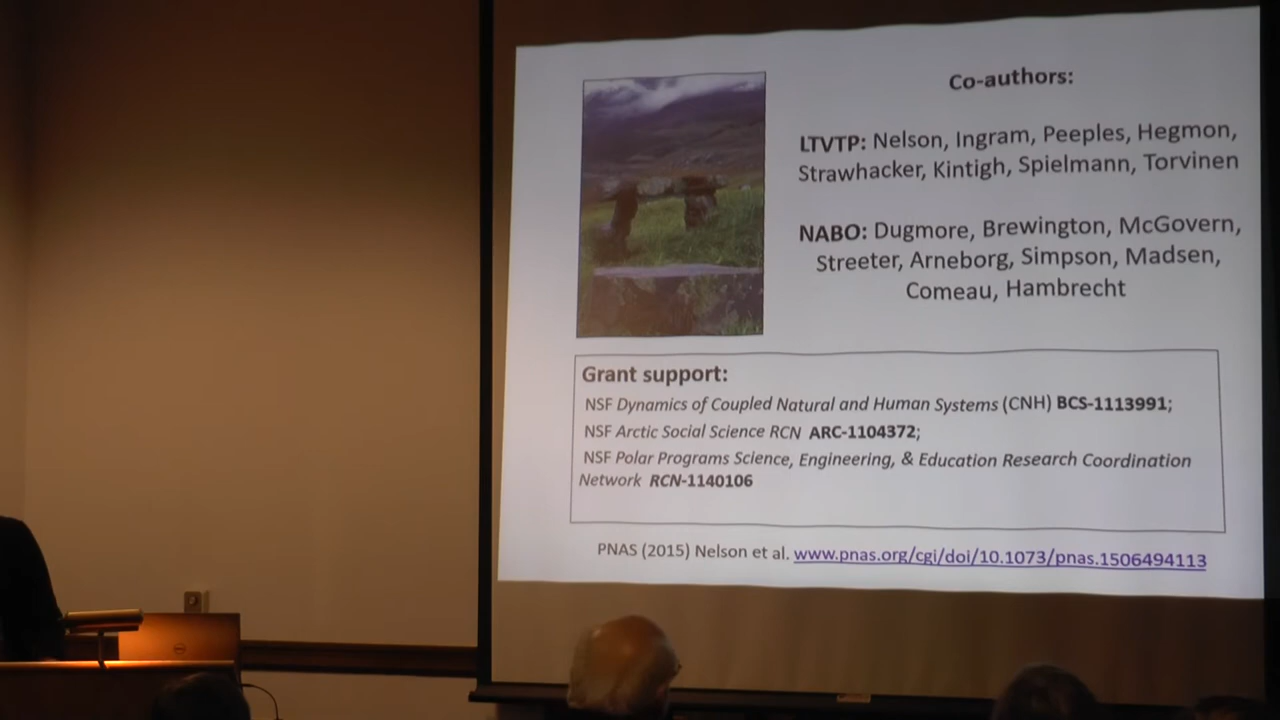 Co-authors:
LTVTP: Nelson, Ingram, Peeples, Hegmon,
Strawhacker, Kintigh, Spielmann, Torvinen
NABO: Dugmore, Brewington, McGovern,
Streeter, Arneborg, Simpson, Madsen,
Comeau, Hambrecht
Grant support:
NSF Dynamics of Coupled Natural and Human Systems (CNH) BCS-1113991;
NSF Arctic Social Science RCN ARC-1104372;
NSF Polar Programs Science, Engineering, & Education Research Coordination
Network RCN-1140106
PNAS (2015) Nelson et al. www.pnas.org/cgi/doi/10.1073/pnas.1506494113